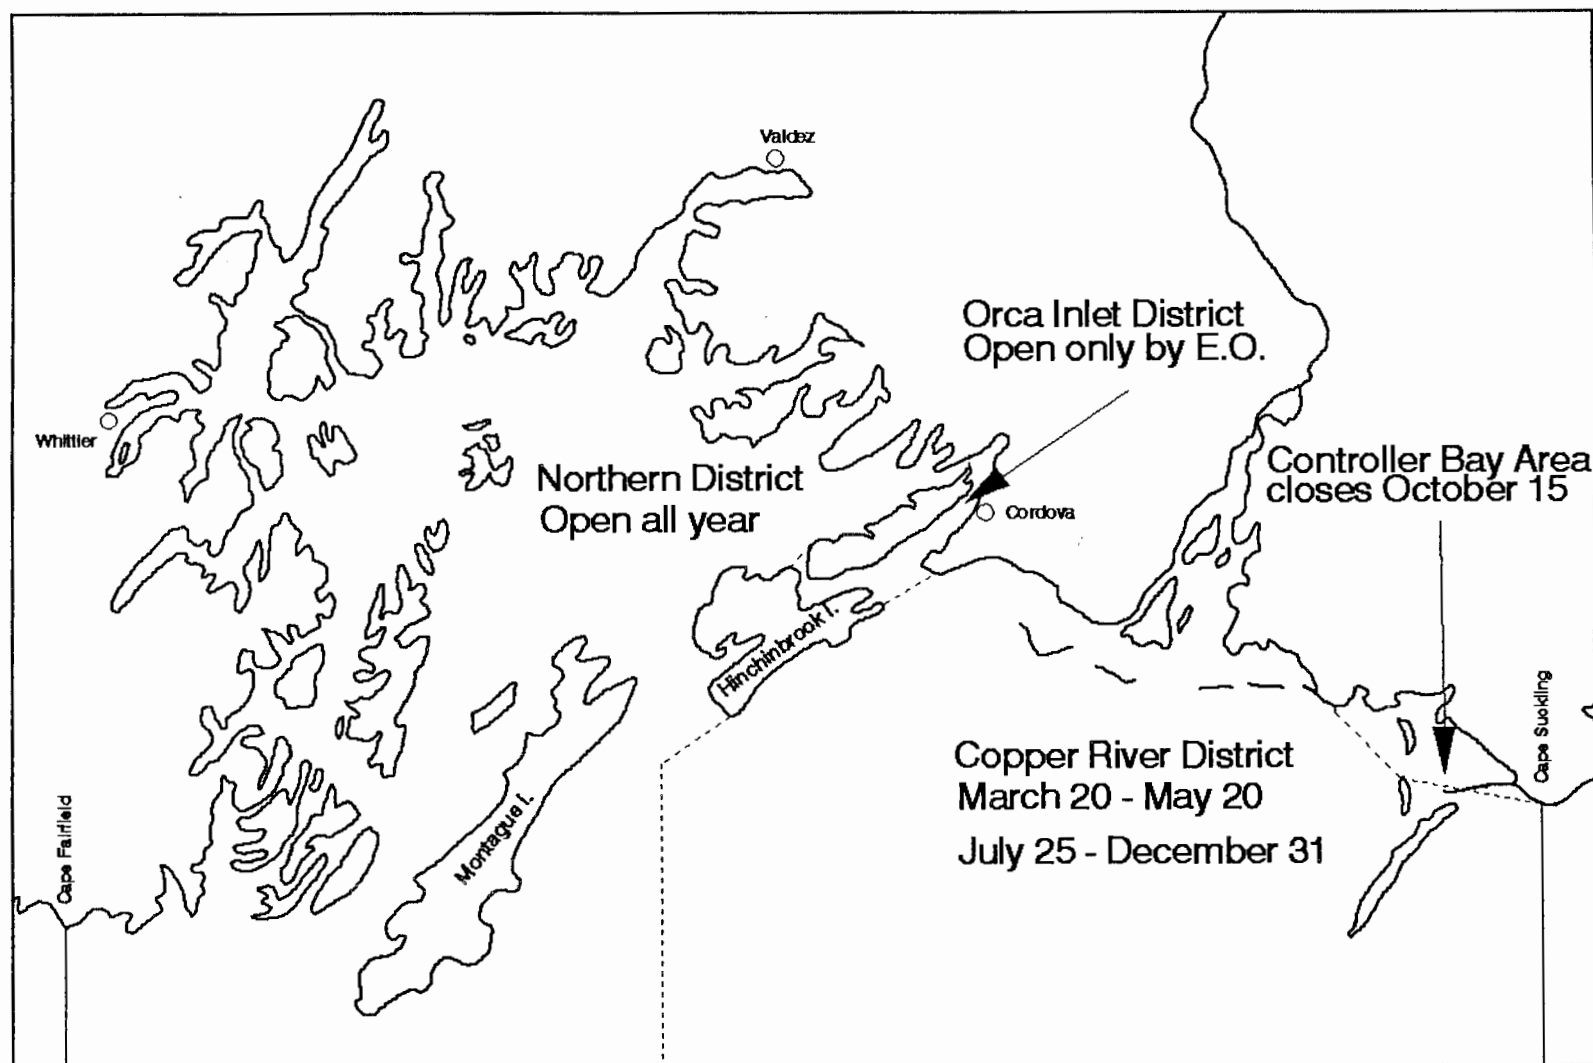 Valdez
Orca Inlet District
Open only by E.O.
Whittier
Controller Bay Area
closes October 15
Northern District
Open all year
Cordova
Hinchinbrook I.
Cape Suckling
Copper River District
March 20 - May 20
July 25 - December 31
Montague I.
Cape Fairfield